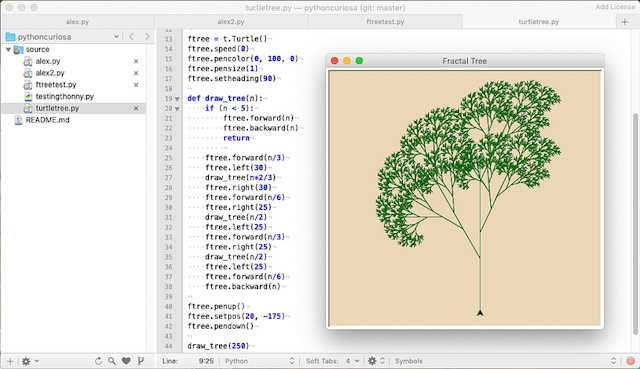 turtletree.py — pythoncuriosa (git: master)
Add License
alex.py
alex2.py
ftreetest.py
turtletree.py
pythoncuriosa
source
alex.py
alex2.py
ftreetest.py
testingthonny.py
turtletree.py
README.md
12
13 ftree = t.Turtle()
14 ftree.speed(0)
15 ftree.pencolor(0, 100, 0)
16 ftree.pensize(1)
17 ftree.setheading(90)
18
19 def draw_tree(n):
20 if (n < 5):
21 ftree.forward(n)
22 ftree.backward(n)
23 return
24
25 ftree.forward(n/3)
26 ftree.left(30)
27 draw_tree(n*2/3)
28 ftree.right(30)
29 ftree.forward(n/6)
30 ftree.right(25)
31 draw_tree(n/2)
32 ftree.left(25)
33 ftree.forward(n/3)
34 ftree.right(25)
35 draw_tree(n/2)
36 ftree.left(25)
37 ftree.forward(n/6)
38 ftree.backward(n)
39
40 ftree.penup()
41 ftree.setpos(20, -175)
42 ftree.pendown()
43
44 draw_tree(250)
Fractal Tree
Line: 9:25 Python Soft Tabs: 4 Symbols